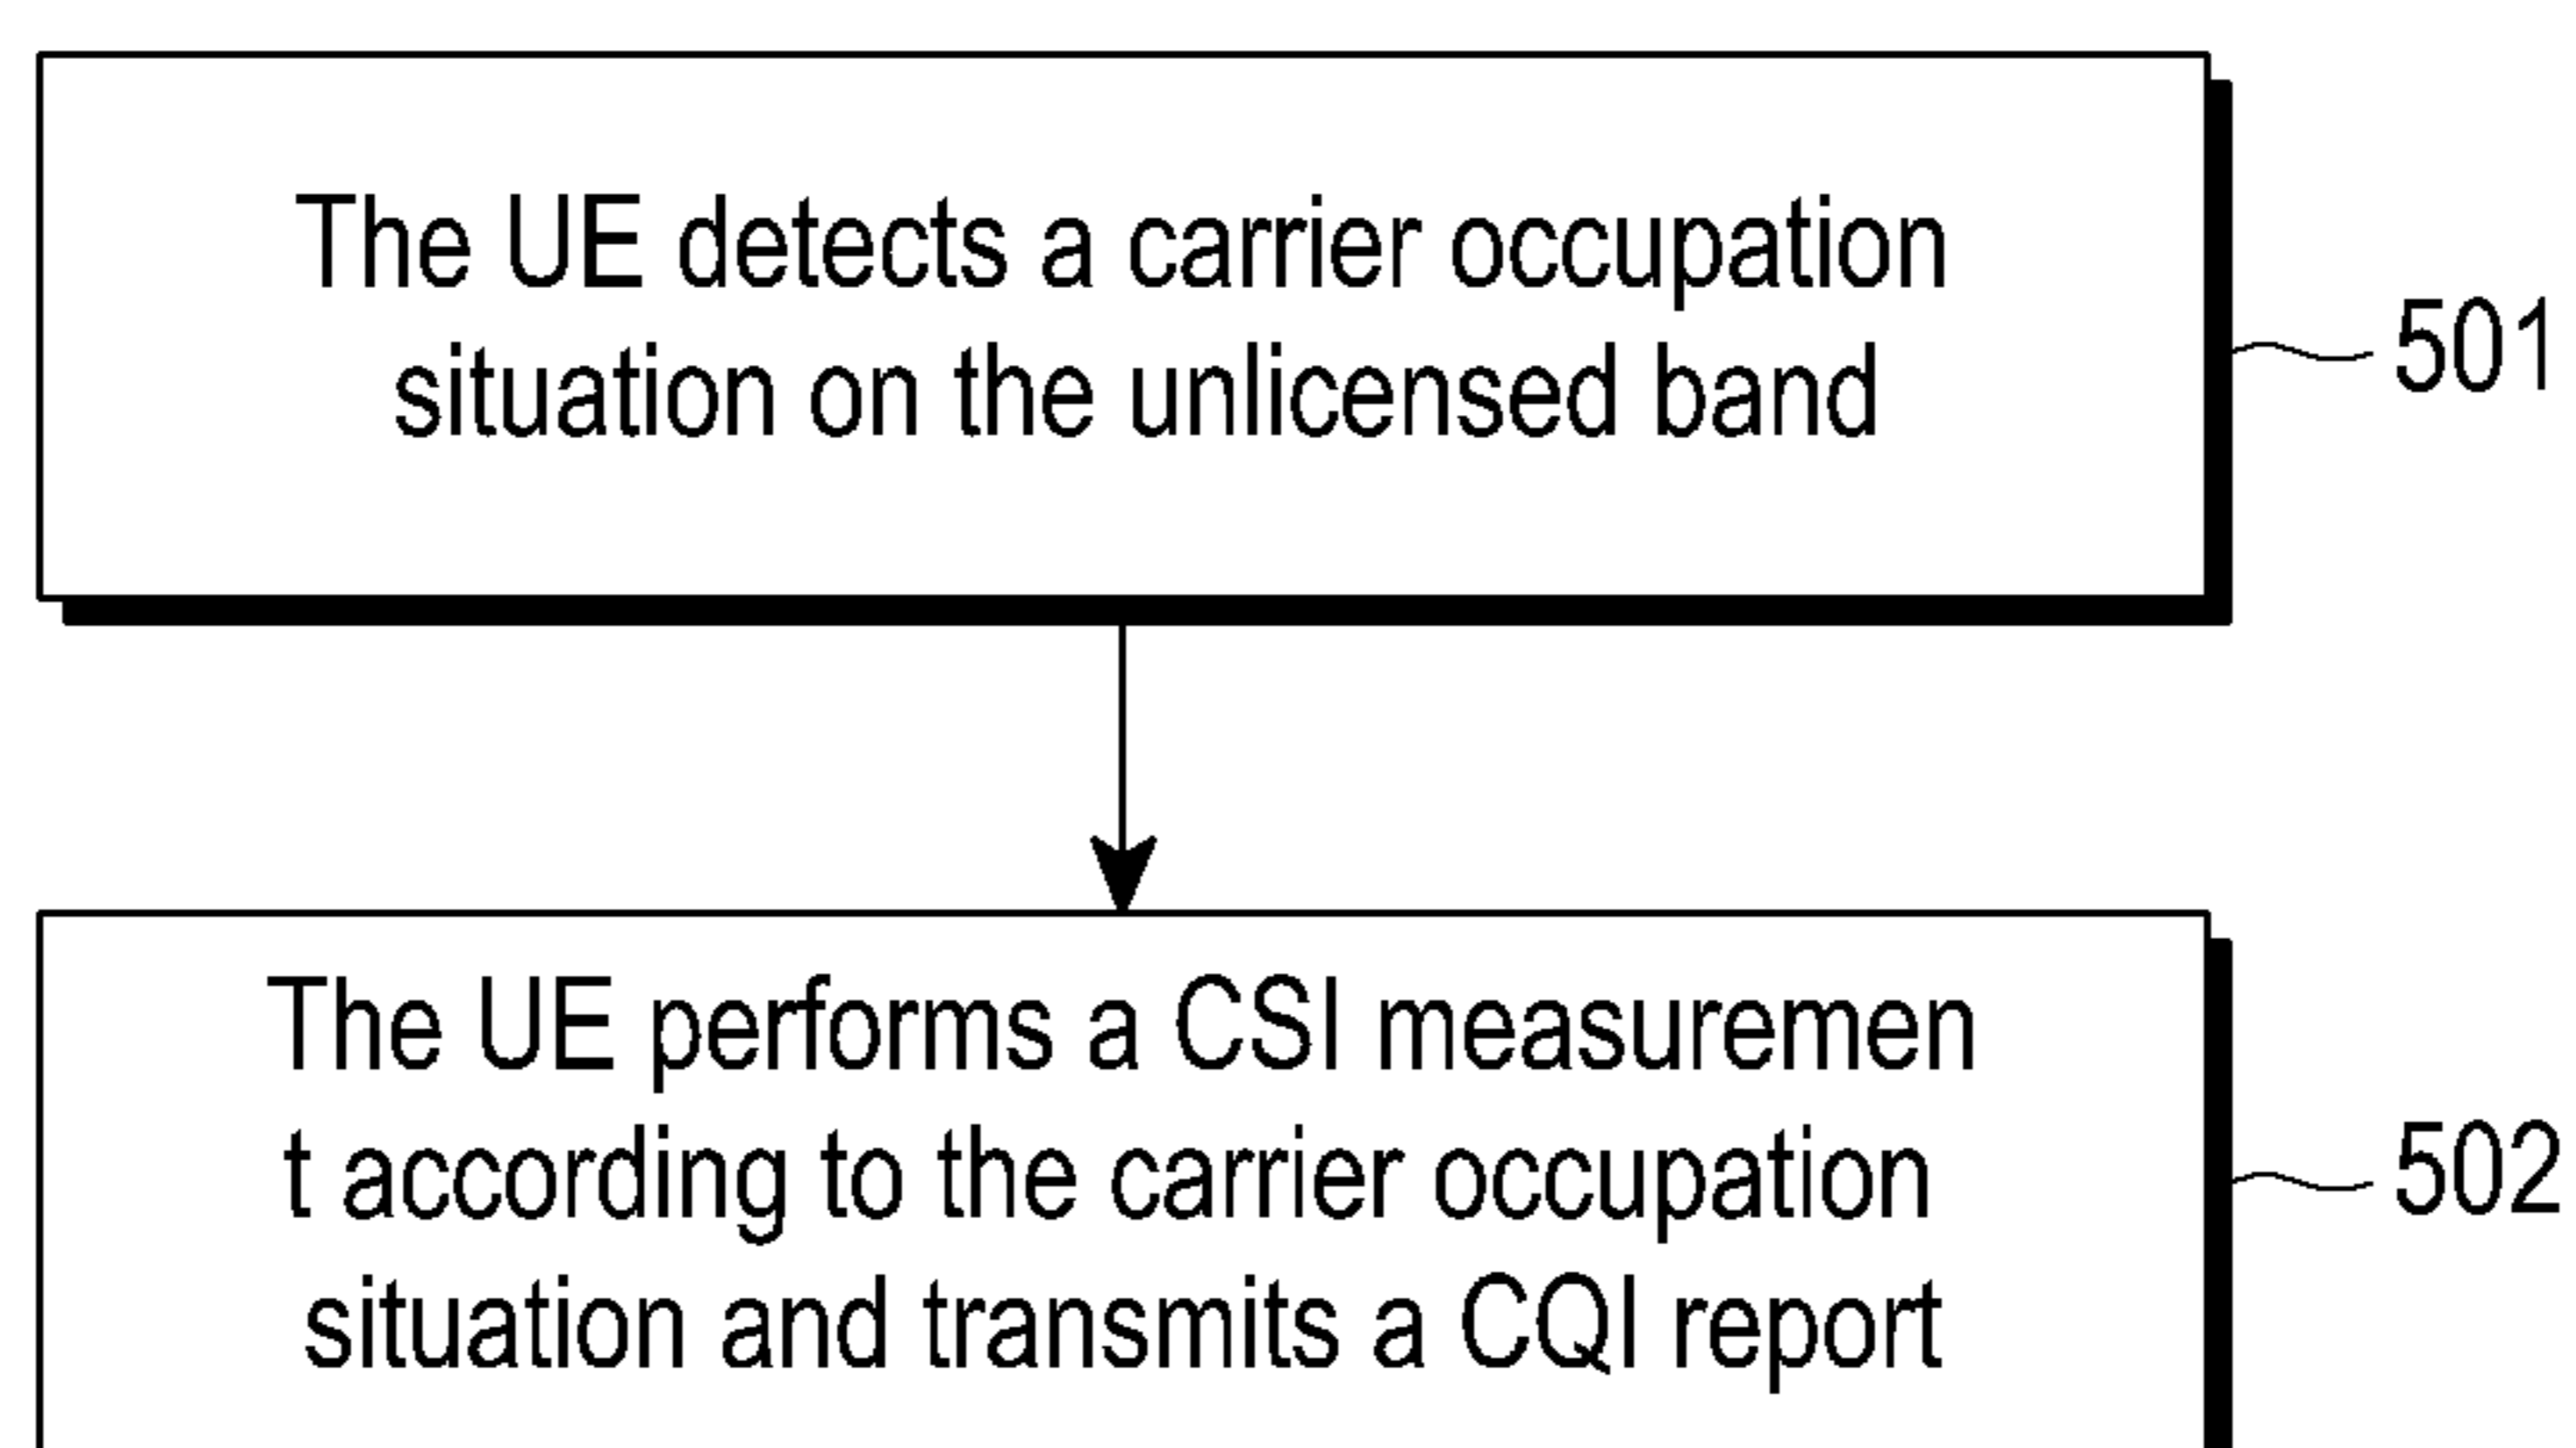 The UE detects a carrier occupation
situation on the unlicensed band
501
The UE performs a CSI measuremen
t according to the carrier occupation
situation and transmits a CQI report
502